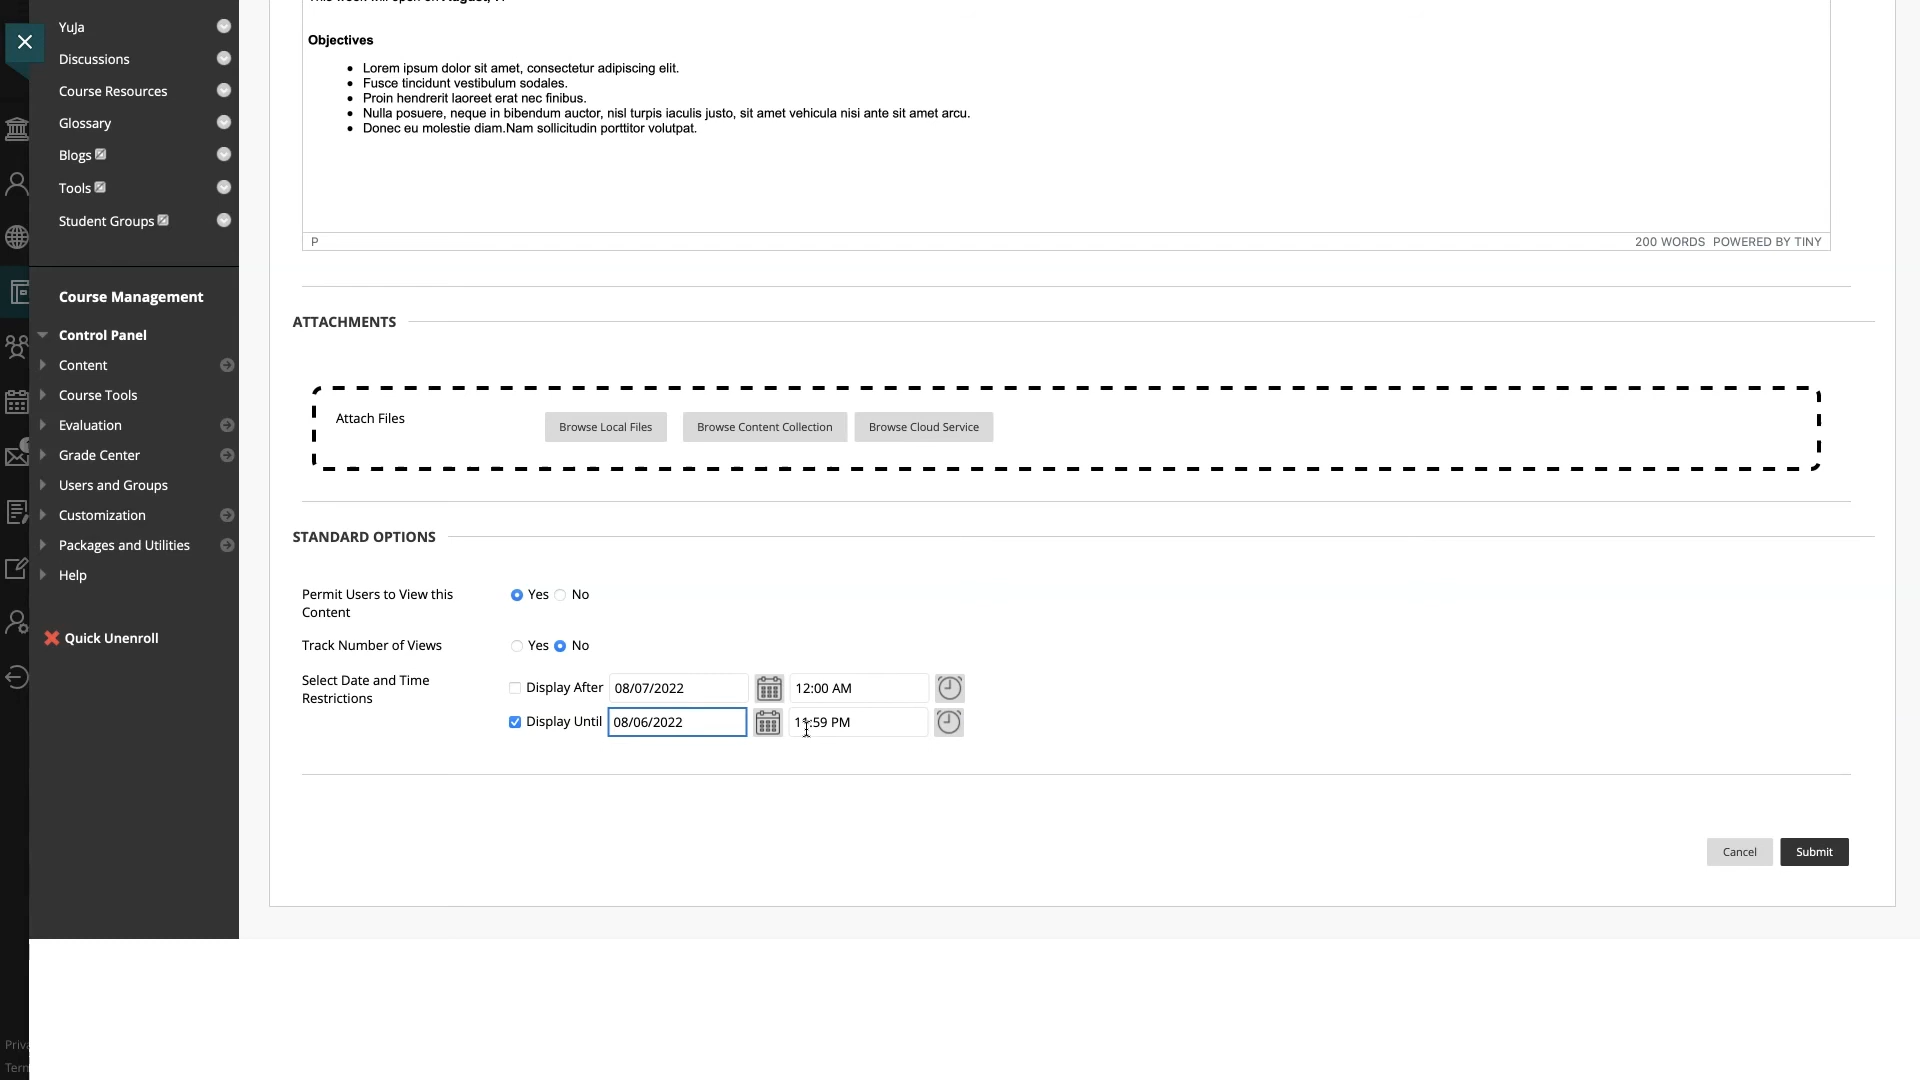 YuJa
Discussions
Course Resources
Glossary
Blogs
Tools
Student Groups
Course Management
Control Panel
Content
Course Tools
Evaluation
Grade Center
Users and Groups
Customization
Packages and Utilities
Help
Quick Unenroll
Objectives
Lorem ipsum dolor sit amet, consectetur adipiscing elit.
Fusce tincidunt vestibulum sodales.
Proin hendrerit laoreet erat nec finibus.
Nulla posuere, neque in bibendum auctor, nisl turpis iaculis justo, sit amet vehicula nisi ante sit amet arcu.
Donec eu molestie diam.Nam sollicitudin porttitor volutpat.
P
200 WORDS POWERED BY TINY
ATTACHMENTS
Attach Files
Browse Local Files
Browse Content Collection
Browse Cloud Service
STANDARD OPTIONS
Permit Users to View this
Content
Yes No
Track Number of Views
Yes No
Select Date and Time
Restrictions
Display After 08/07/2022 12:00 AM
Display Until 08/06/2022 11:59 PM
Cancel
Submit